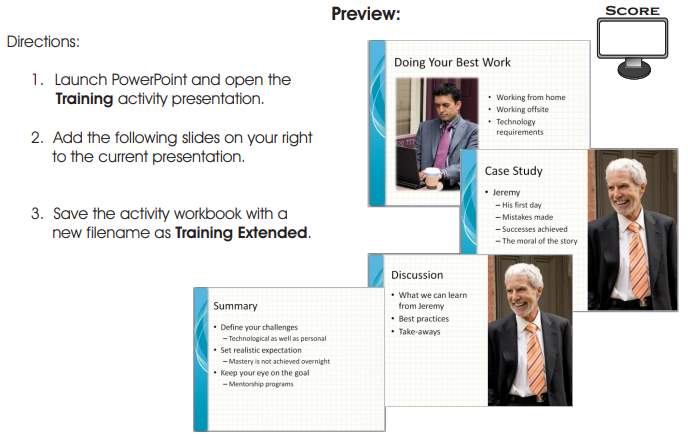 Preview:
SCORE
Directions:
1. Launch PowerPoint and open the
Training activity presentation.
2. Add the following slides on your right
to the current presentation.
3. Save the activity workbook with a
new filename as Training Extended.
Doing Your Best Work
• Working from home
• Working offsite
• Technology
requirements
Case Study
• Jeremy
– His first day
– Mistakes made
– Successes achieved
– The moral of the story
Discussion
• What we can learn
from Jeremy
• Best practices
• Take-aways
Summary
• Define your challenges
– Technological as well as personal
• Set realistic expectation
– Mastery is not achieved overnight
• Keep your eye on the goal
– Mentorship programs